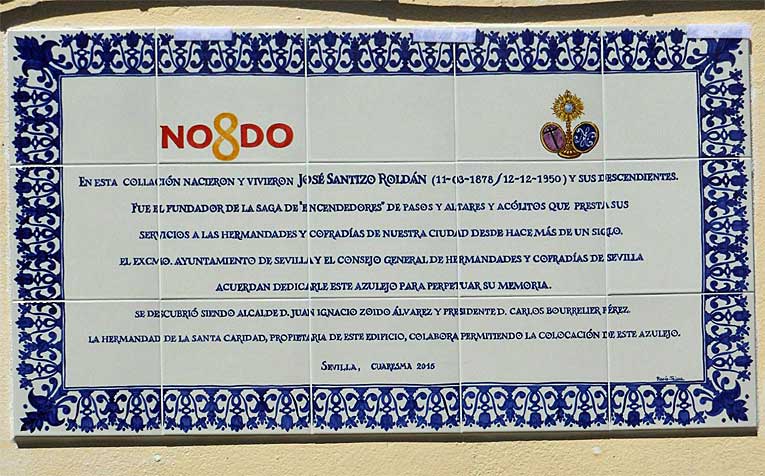 NO8DO
EN ESTA COLLACIÓN NACIERON Y VIVIERON JOSÉ SANTIZO ROLDÁN (11-03-1878/12-12-1950) Y SUS DESCENDIENTES.
FUE EL FUNDADOR DE LA SAGA DE "ENCENDEDORES" DE PASOS Y ALTARES Y ACÓLITOS QUE PRESTA SUS
SERVICIOS A LAS HERMANDADES Y COFRADÍAS DE NUESTRA CIUDAD DESDE HACE MÁS DE UN SIGLO.
EL EXCMO. AYUNTAMIENTO DE SEVILLA Y EL CONSEJO GENERAL DE HERMANDADES Y COFRADÍAS DE SEVILLA
ACUERDAN DEDICARLE ESTE AZULEJO PARA PERPETUAR SU MEMORIA.
SE DESCUBRIÓ SIENDO ALCALDE D. JUAN IGNACIO ZOIDO ÁLVAREZ Y PRESIDENTE D. CARLOS BOURRELIER PÉREZ.
LA HERMANDAD DE LA SANTA CARIDAD, PROPIETARIA DE ESTE EDIFICIO, COLABORA PERMITIENDO LA COLOCACIÓN DE ESTE AZULEJO.
SEVILLA, CUARESMA 2015